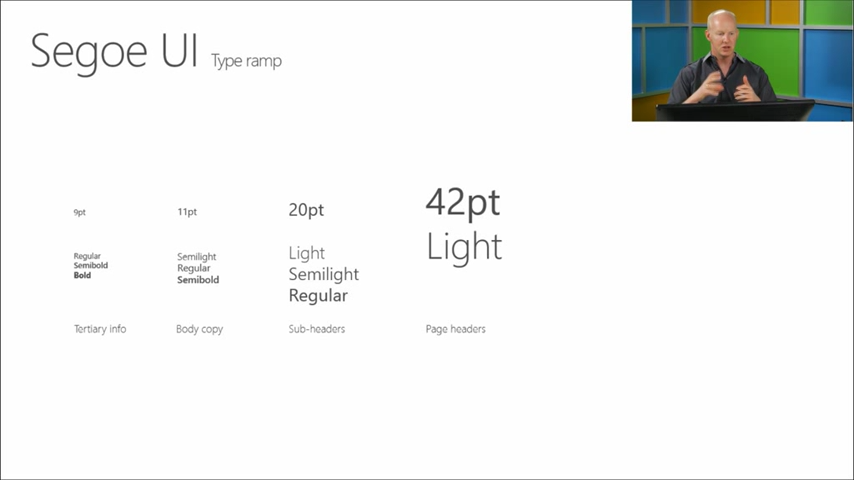 Segoe UI Type ramp
9pt 11pt 20pt 42pt
Regular
Semibold
Bold
Semilight
Regular
Semibold
Light
Semilight
Regular
Light
Tertiary info Body copy Sub-headers Page headers